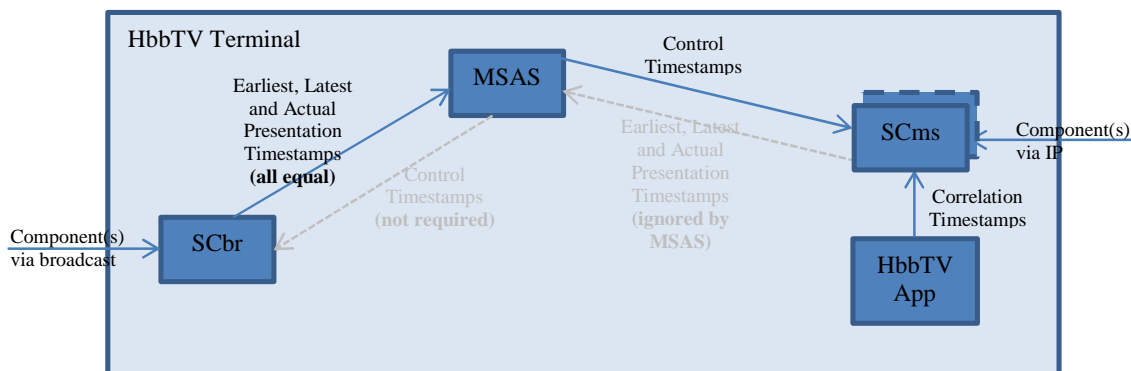 HbbTV Terminal
MSAS
Control
Timestamps
Earliest, Latest
and Actual
Presentation
Timestamps
(all equal)
Control
Timestamps
(not required)
Earliest, Latest
and Actual
Presentation
Timestamps
(ignored by
MSAS)
SCms
Component(s)
via IP
Correlation
Timestamps
Component(s)
via broadcast
SCbr
HbbTV
App